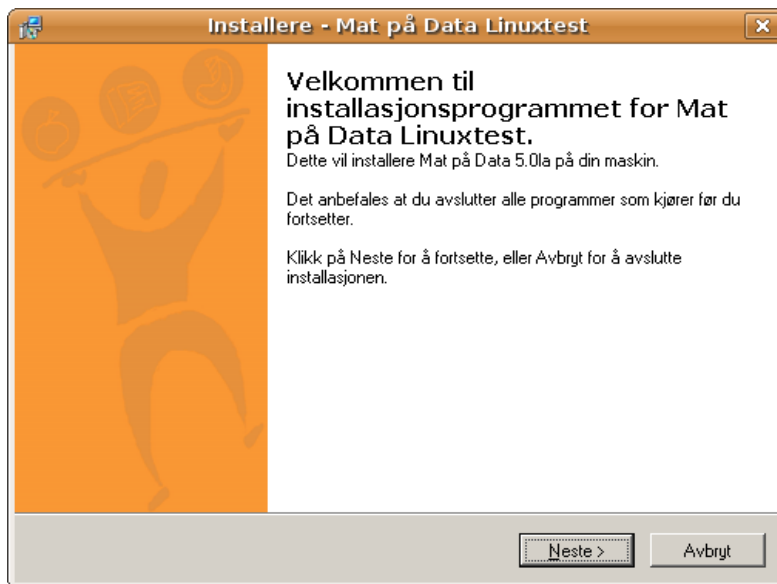 Installere - Mat på Data Linuxtest
Velkommen til
installasjonsprogrammet for Mat
på Data Linuxtest.
Dette vil installere Mat på Data 5.0la på din maskin.
Det anbefales at du avslutter alle programmer som kjører før du
fortsetter.
Klikk på Neste for å fortsette, eller Avbryt for å avslutte
installasjonen.
Neste >
Avbryt